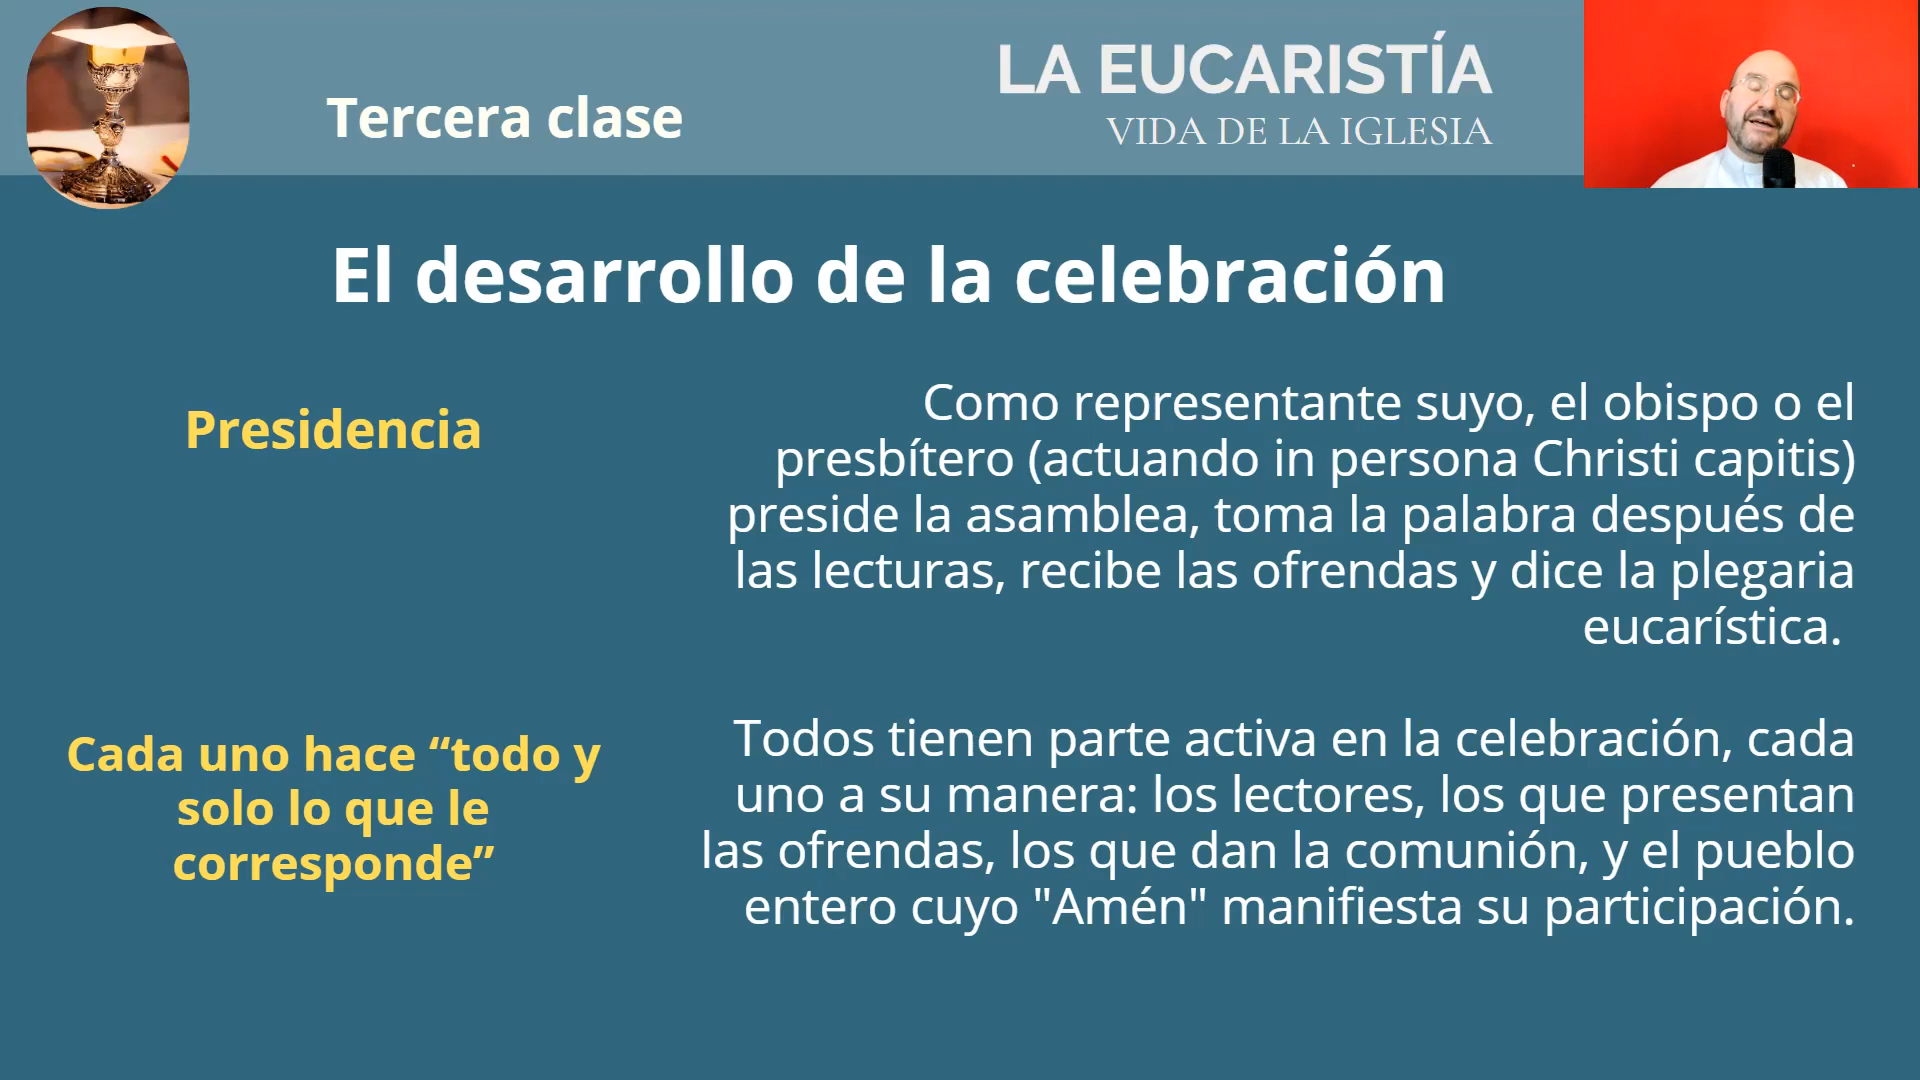 Tercera clase
LA EUCARISTÍA
VIDA DE LA IGLESIA
El desarrollo de la celebración
Presidencia
Como representante suyo, el obispo o el
presbítero (actuando in persona Christi capitis)
preside la asamblea, toma la palabra después de
las lecturas, recibe las ofrendas y dice la plegaria
eucarística.
Cada uno hace “todo y
solo lo que le
corresponde”
Todos tienen parte activa en la celebración, cada
uno a su manera: los lectores, los que presentan
las ofrendas, los que dan la comunión, y el pueblo
entero cuyo "Amén" manifiesta su participación.